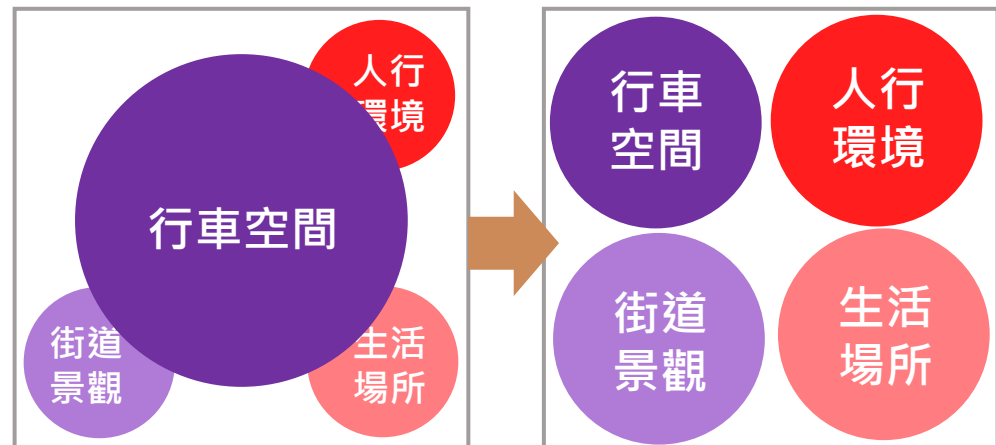 人行
環境
行車空間
街道
景觀
生活
場所
行車
空間
人行
環境
街道
景觀
生活
場所